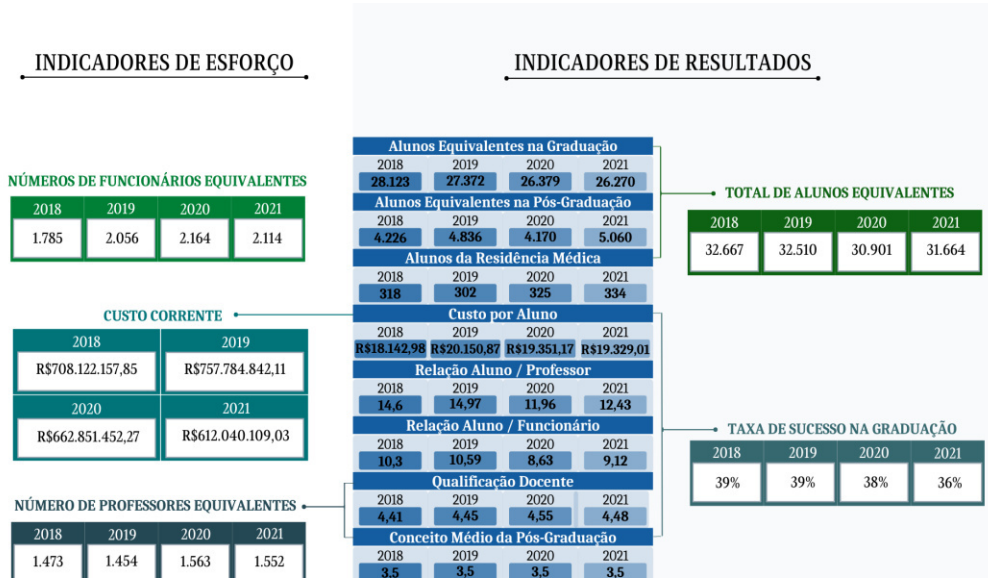 INDICADORES DE ESFORÇO
NÚMEROS DE FUNCIONÁRIOS EQUIVALENTES
2018 2019 2020 2021
1.785 2.056 2.164 2.114
CUSTO CORRENTE
2018 2019
R$708.122.157,85 R$757.784.842,11
2020 2021
R$662.851.452,27 R$612.040.109,03
NÚMERO DE PROFESSORES EQUIVALENTES
2018 2019 2020 2021
1.473 1.454 1.563 1.552
INDICADORES DE RESULTADOS
Alunos Equivalentes na Graduação
2018 2019 2020 2021
28.123 27.372 26.379 26.270
Alunos Equivalentes na Pós-Graduação
2018 2019 2020 2021
4.226 4.836 4.170 5.060
Alunos da Residência Médica
2018 2019 2020 2021
318 302 325 334
Custo por Aluno
2018 2019 2020 2021
R$18.142,98 R$20.150,87 R$19.351,17 R$19.329,01
Relação Aluno / Professor
2018 2019 2020 2021
14,6 14,97 11,96 12,43
Relação Aluno / Funcionário
2018 2019 2020 2021
10,3 10,59 8,63 9,12
Qualificação Docente
2018 2019 2020 2021
4,41 4,45 4,55 4,48
Conceito Médio da Pós-Graduação
2018 2019 2020 2021
3,5 3,5 3,5 3,5
TOTAL DE ALUNOS EQUIVALENTES
2018 2019 2020 2021
32.667 32.510 30.901 31.664
TAXA DE SUCESSO NA GRADUAÇÃO
2018 2019 2020 2021
39% 39% 38% 36%